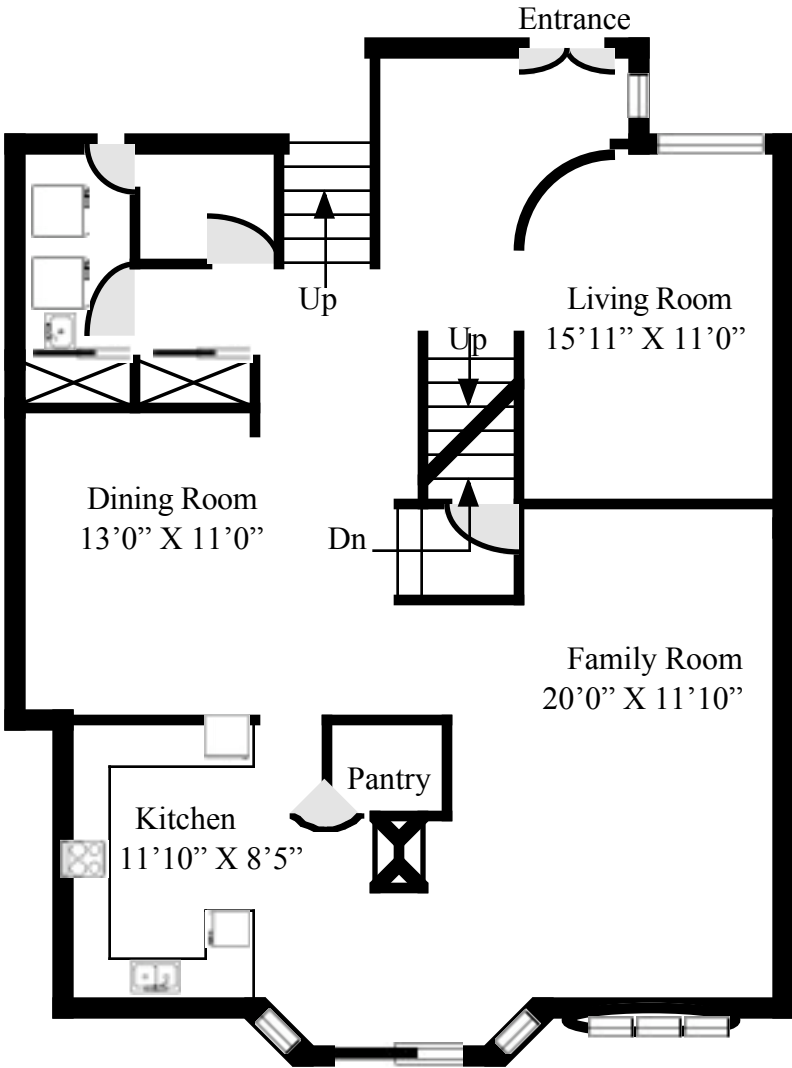 Entrance
Up
Living Room
15’11” X 11’0”
Up
Dining Room
13’0” X 11’0”
Dn
Family Room
20’0” X 11’10”
Pantry
Kitchen
11’10” X 8’5”